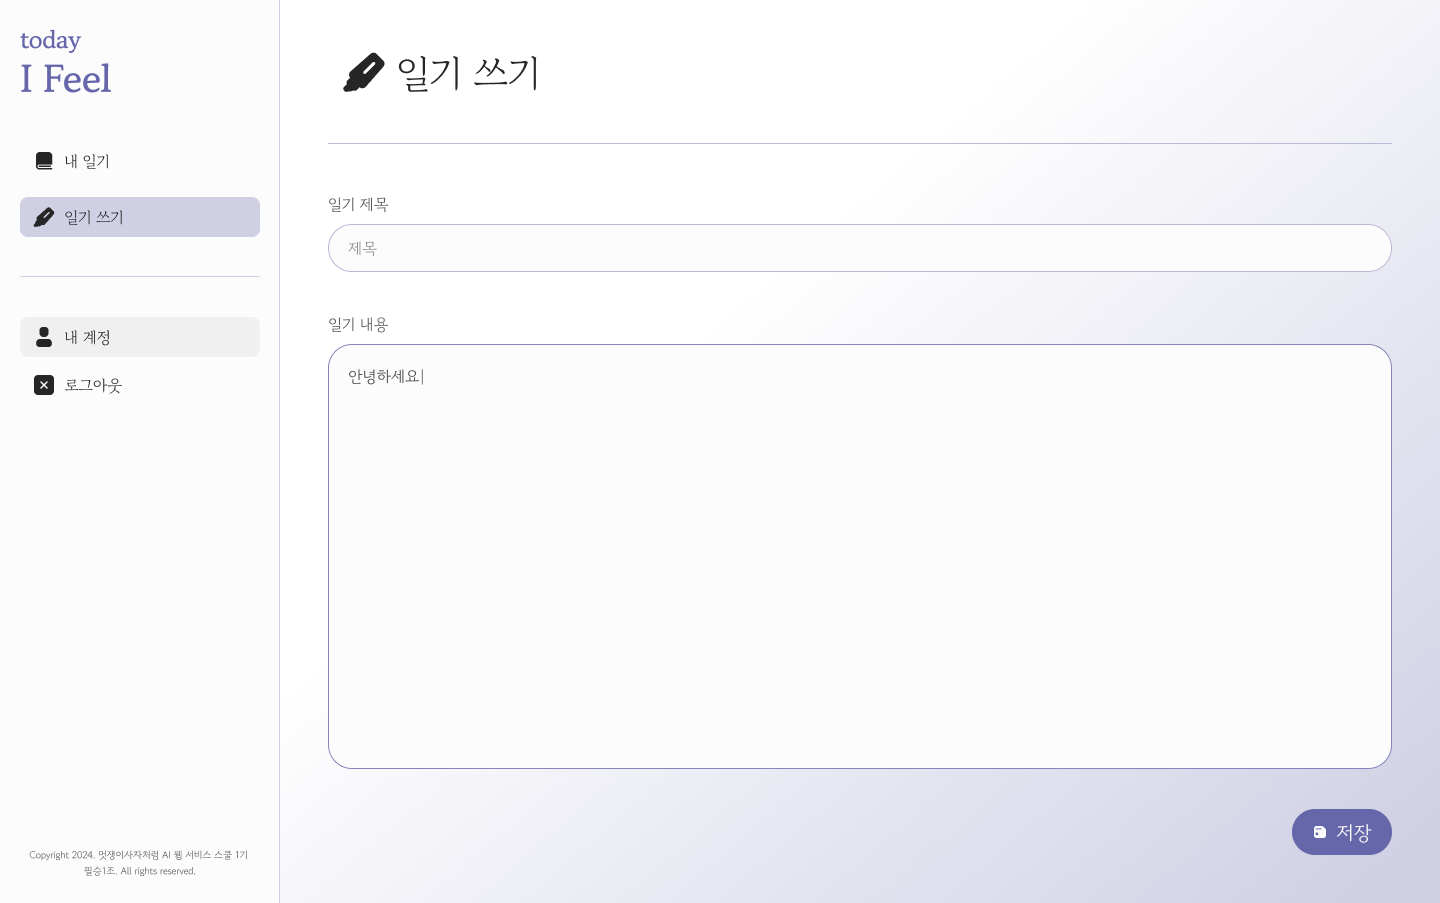 today
I Feel
내 일기
일기 쓰기
내 계정
로그아웃
Copyright 2024. 멋쟁이사자처럼 AI 웹 서비스 스쿨 1기
필승1조. All rights reserved.
일기 쓰기
일기 제목
제목
일기 내용
안녕하세요
저장